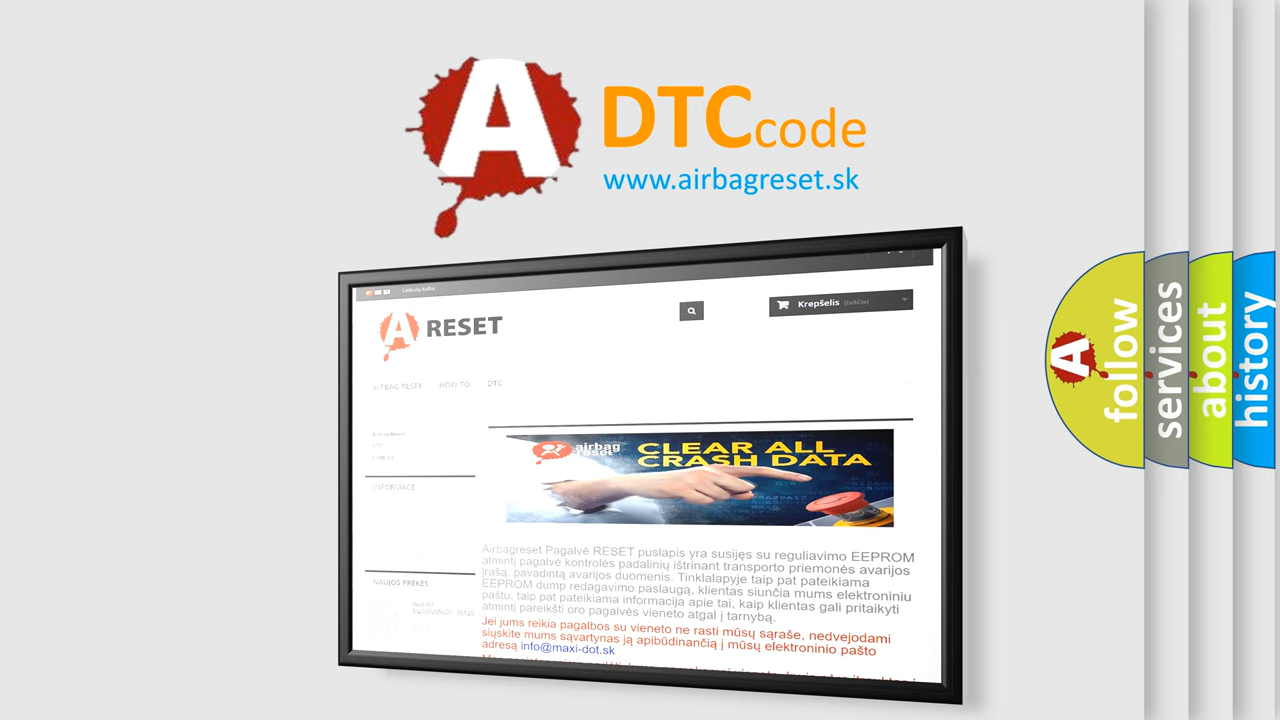 A
DTCcode
www.airbagreset.sk
Lietuvių kalba
A RESET
Krepšelis (tuščia)
AIRBAG RESET HOW TO DTC
airbag
reset
CLEAR ALL
CRASH DATA
INFORMACE
Airbagreset Pagalvė RESET puslapis yra susijęs su reguliavimo EEPROM
atmintį pagalvė kontrolės padalinių ištrinant transporto priemonės avarijos
įrašą, pavadintą avarijos duomenis. Tinklalapyje taip pat pateikiama
EEPROM dump redagavimo paslaugą, klientas siunčia mums elektroniniu
paštu, taip pat pateikiama informacija apie tai, kaip klientas gali pritaikyti
atmintį pareikšti oro pagalvės vieneto atgal į tarnybą.
NAUJOS PREKĖS
Jei jums reikia pagalbos su vieneto ne rasti mūsų sąraše, nedvejodami
siųskite mums sąvartynas ją apibūdinančią į mūsų elektroninio pašto
adresą info@maxi-dot.sk
A
follow
services
about
history